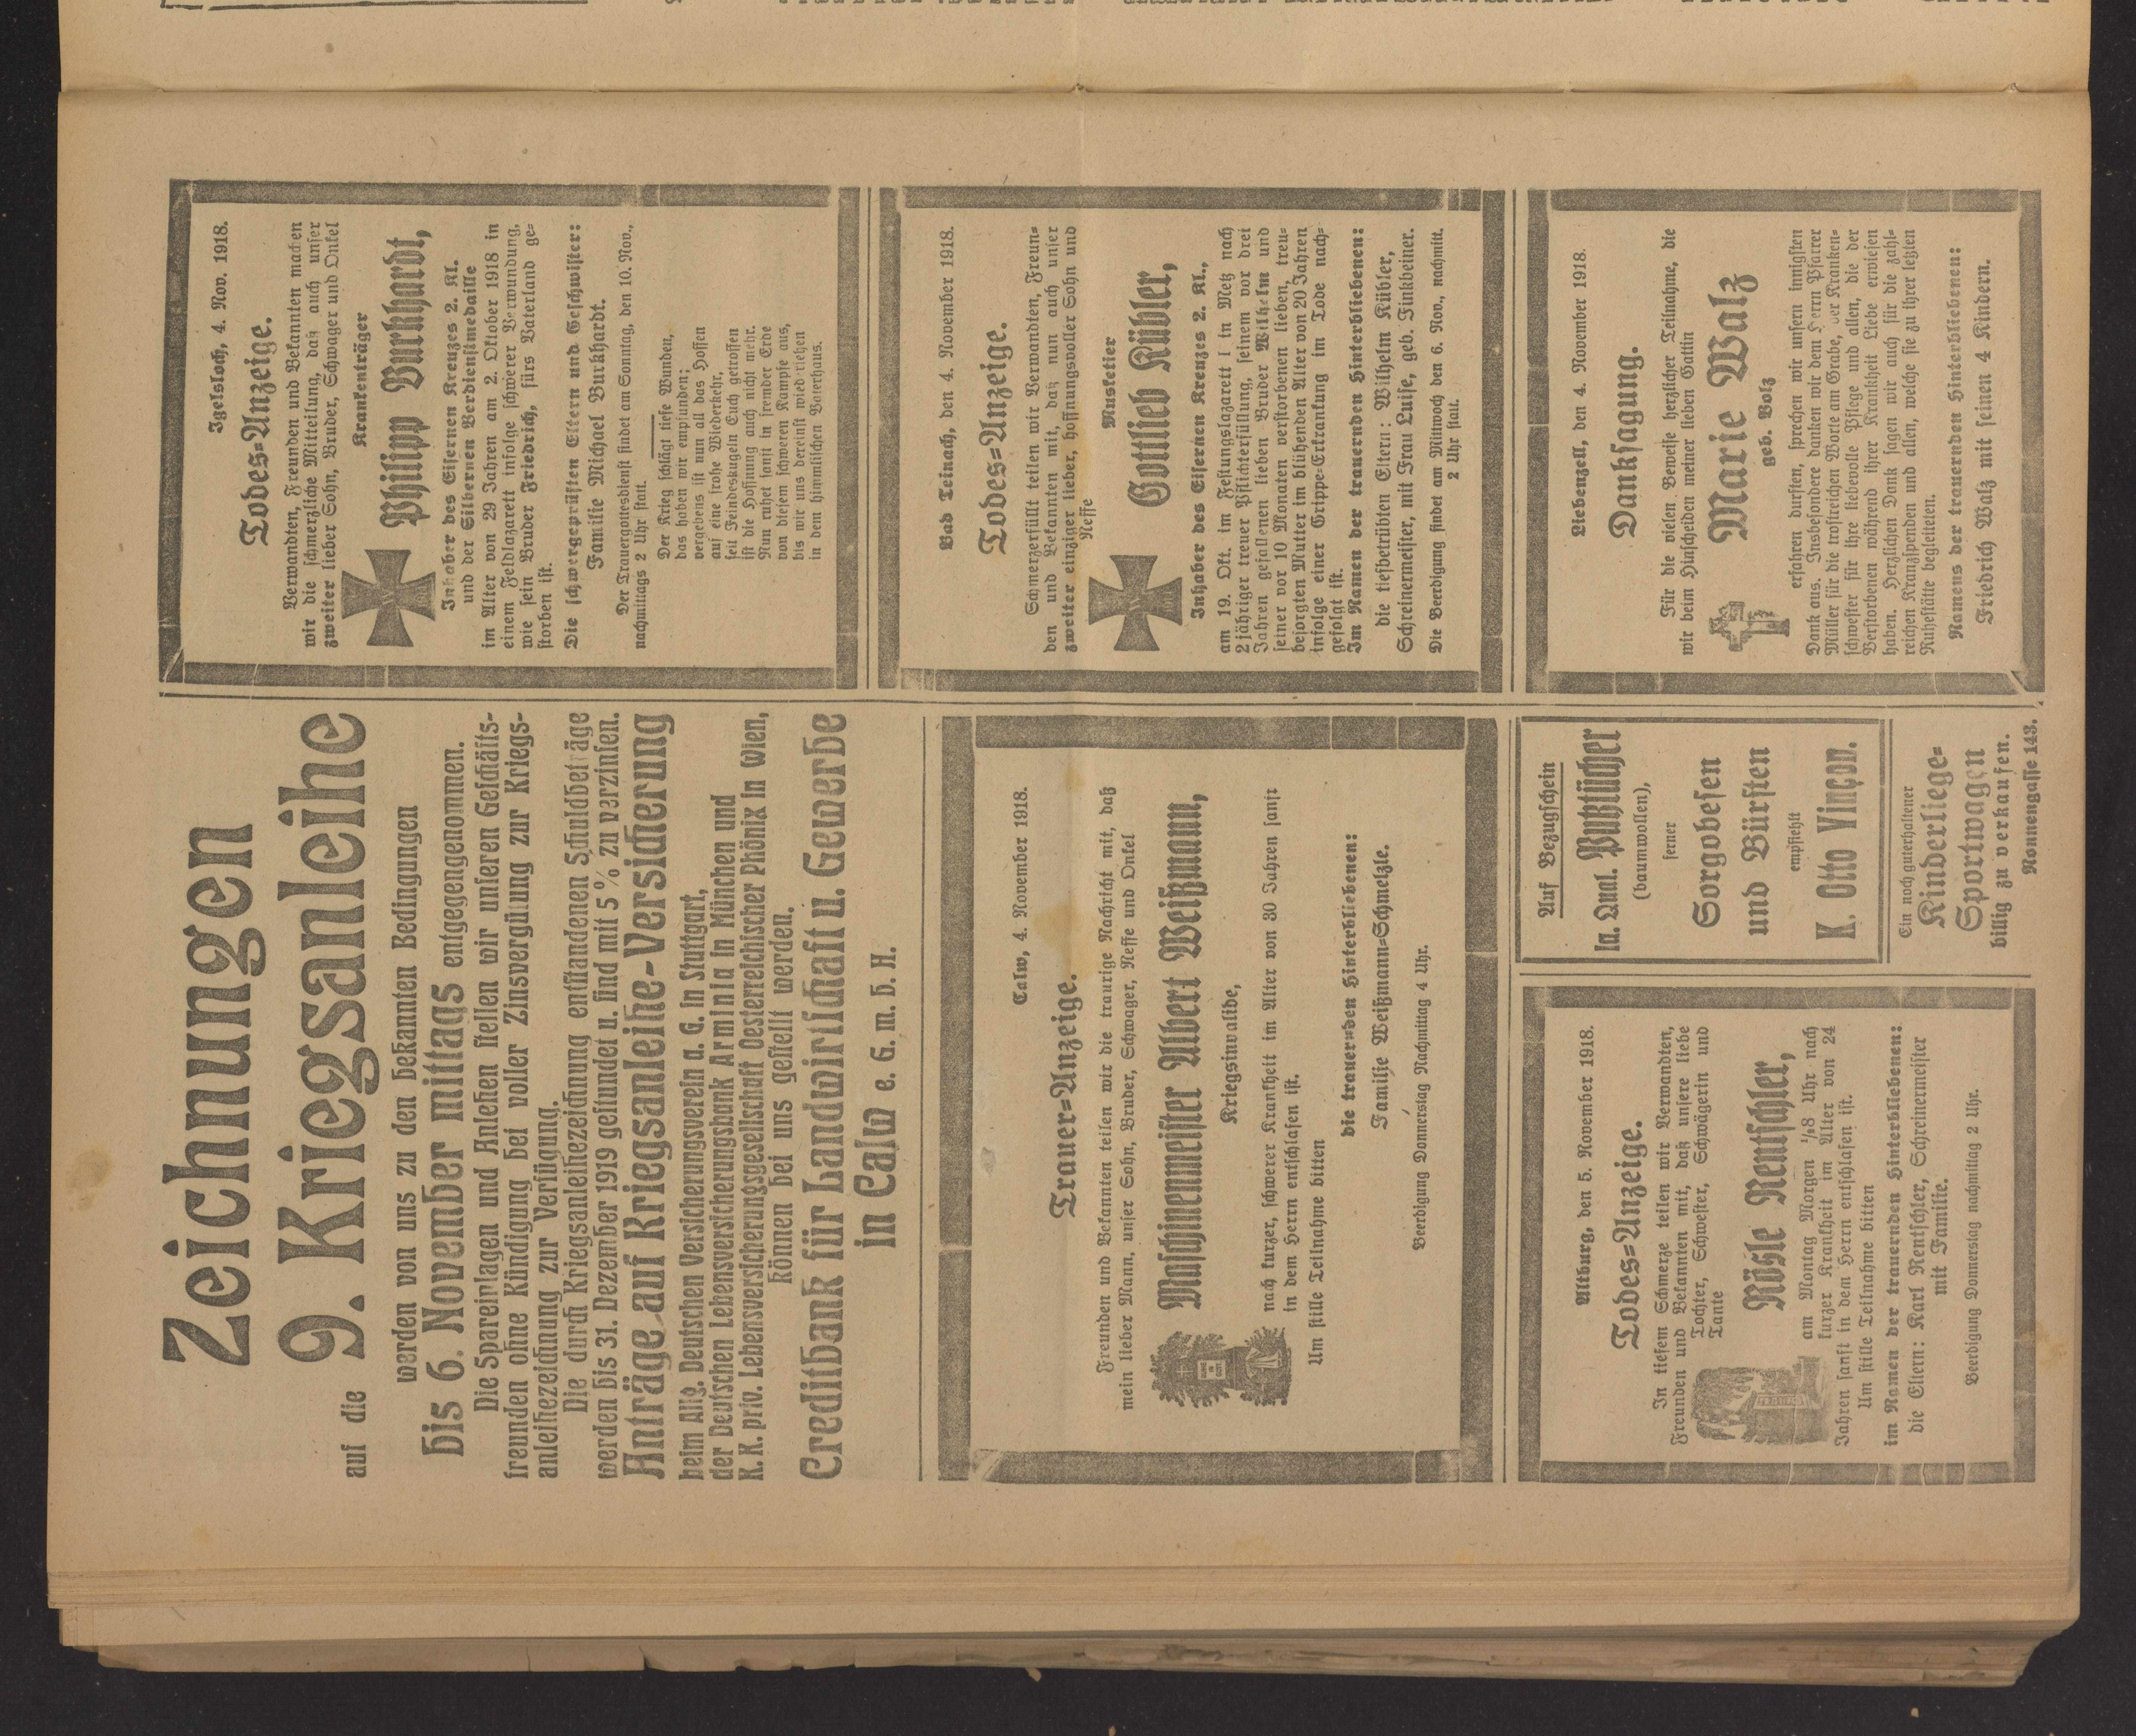 Zeichnungen
auf die 9. Kriegsanleihe
werden von uns zu den bekannten Bedingungen
bis 6. November mittags entgegengenommen.
Die Spareinlagen und Anlehen stellen wir unseren Geschäfts-
freunden ohne Kündigung bei voller Zinsvergütung zur Kriegs-
anleihezeichnung zur Verfügung.
Die durch Kriegsanleihezeichnung entstandenen Schuldbeträge
werden bis 31. Dezember 1919 gestundet u. sind mit 5 % zu verzinsen.
Anträge auf Kriegsanleihe-Versicherung
beim Allg. Deutschen Versicherungsverein a. G. in Stuttgart,
der Deutschen Lebensversicherungsbank Arminia in München und
K. K. priv. Lebensversicherungsgesellschaft Oesterreichischer Phönix in Wien,
können bei uns gestellt werden.
Creditbank für Landwirtschaft u. Gewerbe
in Calw e. G. m. b. H.
Calw, 4. November 1918.
Trauer=Anzeige.
Freunden und Bekannten teilen wir die traurige Nachricht mit, daß
mein lieber Mann, unser Sohn, Bruder, Schwager, Neffe und Onkel
Maschinenmeister Albert Weißmann,
Kriegsinvalide,
nach kurzer, schwerer Krankheit im Alter von 30 Jahren sanft
in dem Herrn entschlafen ist.
Um stille Teilnahme bitten
die trauernden Hinterbliebenen:
Familie Weißmann=Schmelzle.
Beerdigung Donnerstag Nachmittag 4 Uhr.
Altburg, den 5. November 1918.
Todes=Anzeige.
In tiefem Schmerze teilen wir Verwandten,
Freunden und Bekannten mit, daß unsere liebe
Tochter, Schwester, Schwägerin und
Tante
Rösle Rentschler,
am Montag Morgen 1/28 Uhr nach
kurzer Krankheit im Alter von 24
Jahren sanft in dem Herrn entschlafen ist.
Um stille Teilnahme bitten
im Namen der trauernden Hinterbliebenen:
die Eltern: Karl Rentschler, Schreinermeister
mit Familie.
Beerdigung Donnerstag nachmittag 2 Uhr.
Auf Bezugschein
Ia. Qual. Putztücher
(baumwollen),
ferner
Sorgobesen
und Bürsten
empfiehlt
K. Otto Vinçon.
Ein noch guterhaltener
Kinderliege=
Sportwagen
billig zu verkaufen.
Nonnengasse 143.
Igelsloch, 4. Nov. 1918.
Todes=Anzeige.
Verwandten, Freunden und Bekannten machen
wir die schmerzliche Mitteilung, daß auch unser
zweiter lieber Sohn, Bruder, Schwager und Onkel
Krankenträger
Philipp Burkhardt,
Inhaber des Eisernen Kreuzes 2. Kl.
und der Silbernen Verdienstmedaille
im Alter von 29 Jahren am 2. Oktober 1918 in
einem Feldlazarett infolge schwerer Verwundung,
wie sein Bruder Friedrich, fürs Vaterland ge=
storben ist.
Die schwergeprüften Eltern und Geschwister:
Familie Michael Burkhardt.
Der Trauergottesdienst findet am Sonntag, den 10. Nov.,
nachmittags 2 Uhr statt.
Der Krieg schlägt tiefe Wunden,
das haben wir empfunden;
vergebens ist nun all das Hoffen
auf eine frohe Wiederkehr,
seit Feindeskugeln Euch getroffen
ist die Hoffnung auch nicht mehr.
Nun ruhet sanft in fremder Erde
von diesem schweren Kampfe aus,
bis wir uns dereinst wiedersehen
in dem himmlischen Vaterhaus.
Bad Teinach, den 4. November 1918.
Todes=Anzeige.
Schmerzerfüllt teilen wir Verwandten, Freun=
den und Bekannten mit, daß nun auch unser
zweiter einziger lieber, hoffnungsvoller Sohn und
Neffe
Musketier
Gottlieb Kübler,
Inhaber des Eisernen Kreuzes 2. Kl.,
am 19. Okt. im Festungslazarett I in Metz nach
2 jähriger treuer Pflichterfüllung, seinem vor drei
Jahren gefallenen lieben Bruder Wilhelm und
seiner vor 10 Monaten verstorbenen lieben, treu=
besorgten Mutter im blühenden Alter von 20 Jahren
infolge einer Grippe=Erkrankung im Tode nach=
gefolgt ist.
Im Namen der trauernden Hinterbliebenen:
die tiefbetrübten Eltern: Wilhelm Kübler,
Schreinermeister, mit Frau Luise, geb. Finkbeiner.
Die Beerdigung findet am Mittwoch den 6. Nov., nachmitt.
2 Uhr statt.
Liebenzell, den 4. November 1918.
Danksagung.
Für die vielen Beweise herzlicher Teilnahme, die
wir beim Hinscheiden meiner lieben Gattin
Marie Walz
geb. Bolz
erfahren durften, sprechen wir unsern innigsten
Dank aus. Insbesondere danken wir dem Herrn Pfarrer
Müller für die trostreichen Worte am Grabe, der Kranken=
schwester für ihre liebevolle Pflege und allen, die der
Verstorbenen während ihrer Krankheit Liebe erwiesen
haben. Herzlichen Dank sagen wir auch für die zahl=
reichen Kranzspenden und allen, welche sie zu ihrer letzten
Ruhestätte begleiteten.
Namens der trauernden Hinterbliebenen:
Friedrich Walz mit seinen 4 Kindern.